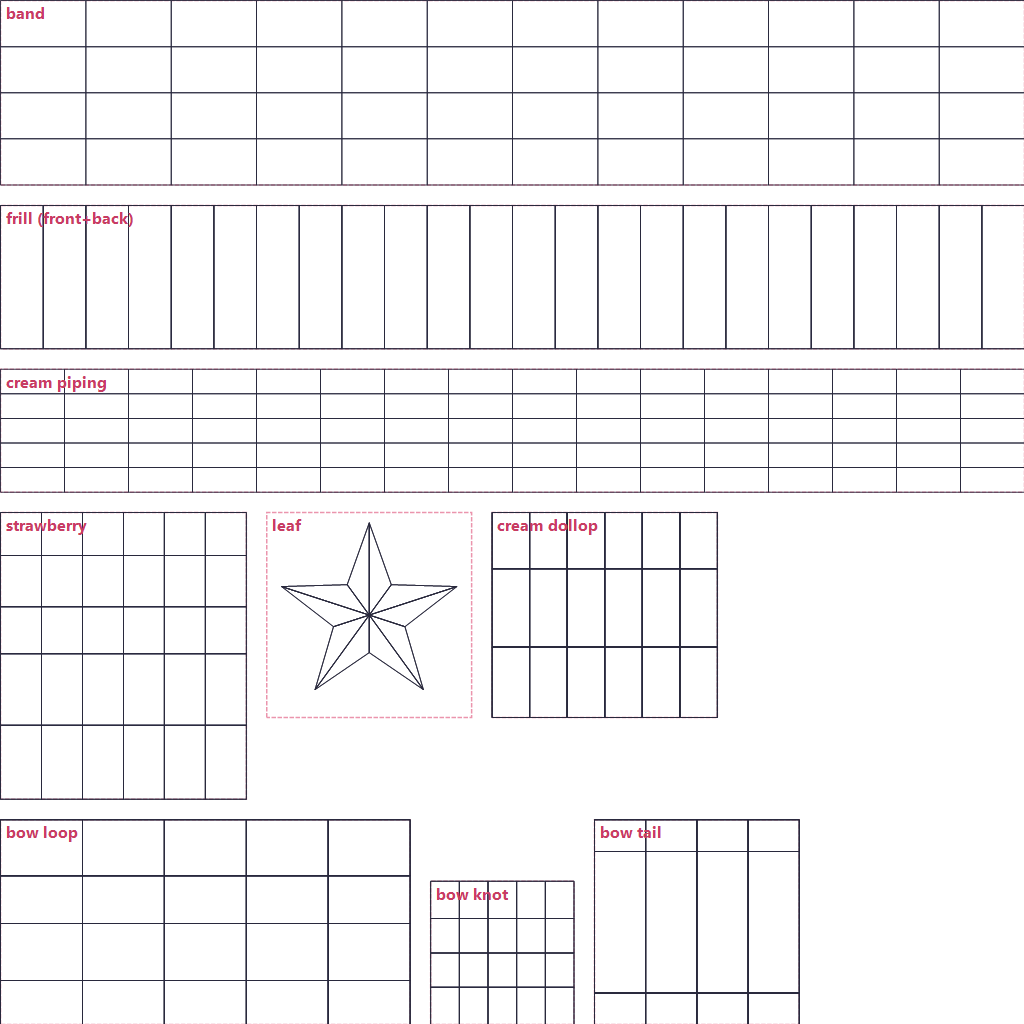 band
frill (front+back)
cream piping
strawberry
leaf
cream dollop
bow loop
bow knot
bow tail